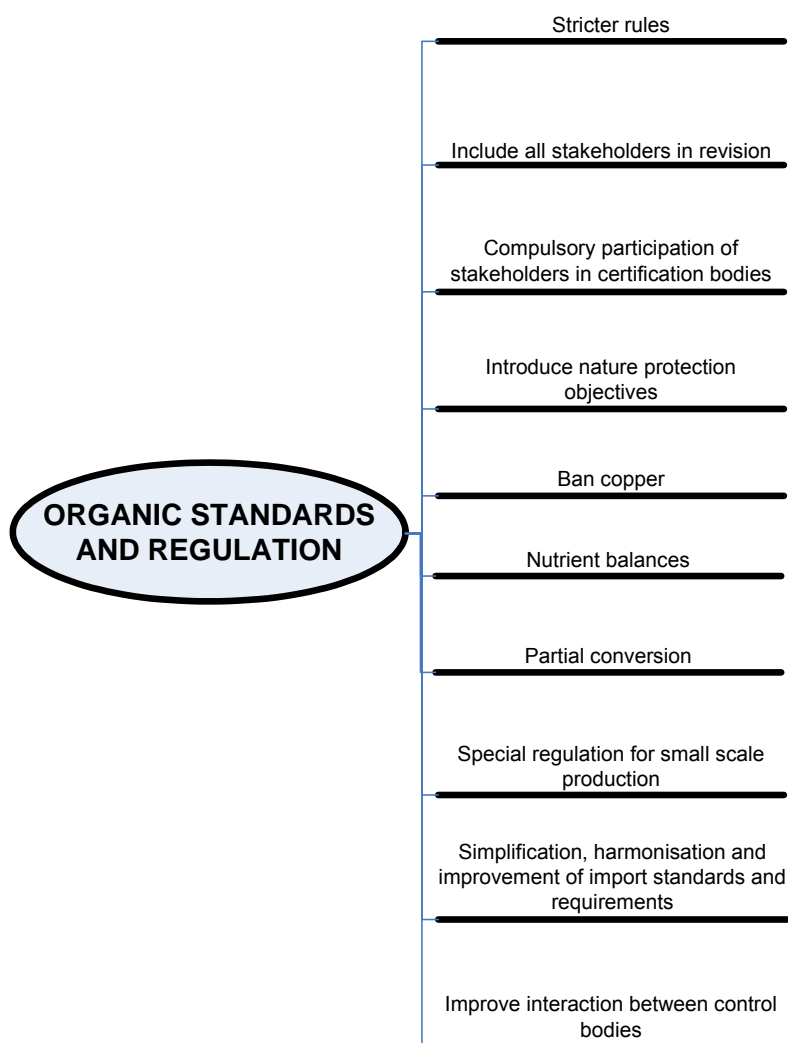 Stricter rules
Include all stakeholders in revision
Compulsory participation of
stakeholders in certification bodies
Introduce nature protection
objectives
Ban copper
ORGANIC STANDARDS
AND REGULATION
Nutrient balances
Partial conversion
Special regulation for small scale
production
Simplification, harmonisation and
improvement of import standards and
requirements
Improve interaction between control
bodies